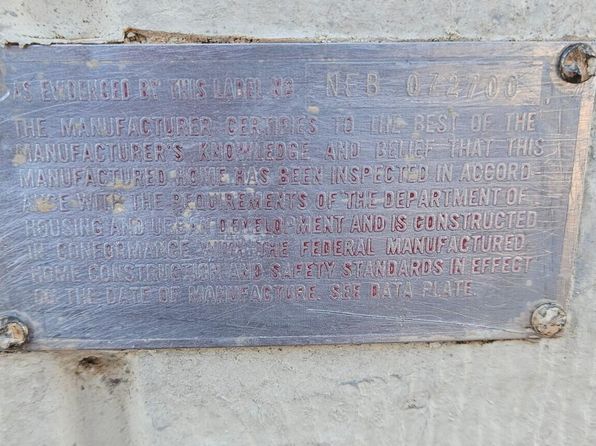 AS EVIDENCED BY THIS LABEL NO. NEB 072700
THE MANUFACTURER CERTIFIES TO THE BEST OF THE
MANUFACTURER'S KNOWLEDGE AND BELIEF THAT THIS
MANUFACTURED HOME HAS BEEN INSPECTED IN ACCORD-
ANCE WITH THE REQUIREMENTS OF THE DEPARTMENT OF
HOUSING AND URBAN DEVELOPMENT AND IS CONSTRUCTED
IN CONFORMANCE WITH THE FEDERAL MANUFACTURED
HOME CONSTRUCTION AND SAFETY STANDARDS IN EFFECT
ON THE DATE OF MANUFACTURE. SEE DATA PLATE.